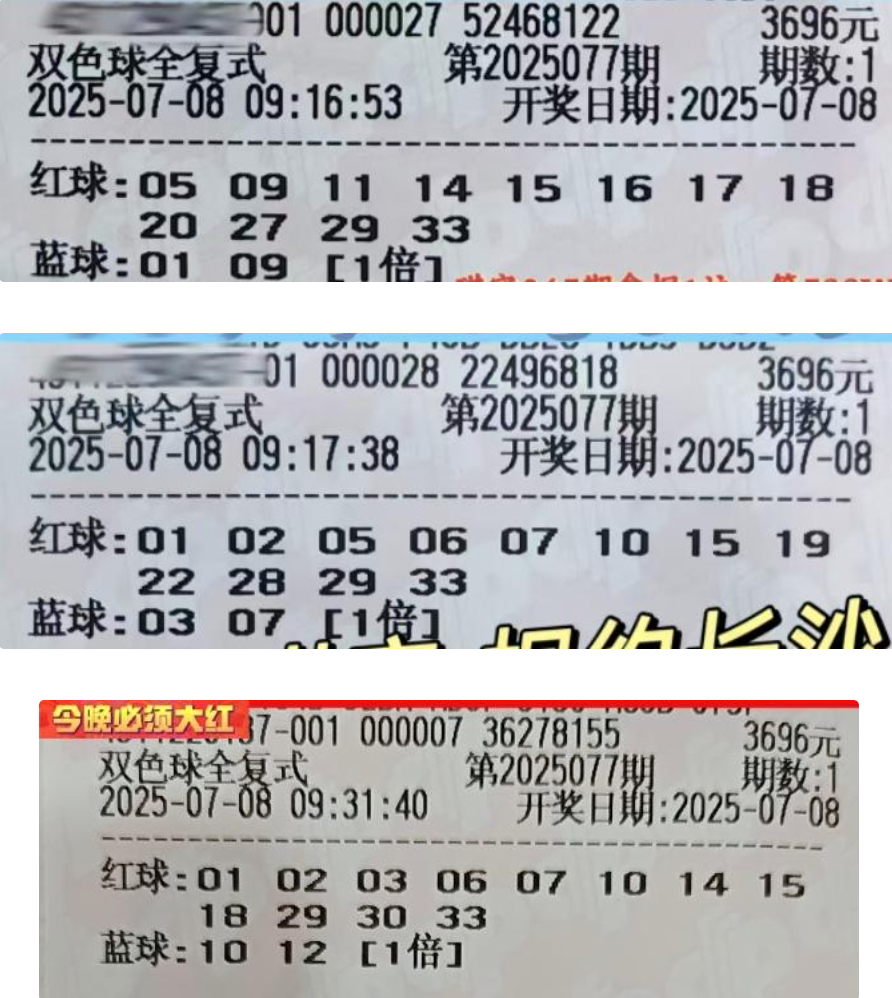 01 000027 52468122 3696元
双色球全复式 第2025077期 期数:1
2025-07-08 09:16:53 开奖日期:2025-07-08
红球:05 09 11 14 15 16 17 18
20 27 29 33
蓝球:01 09 [1倍]
-01 000028 22496818 3696元
双色球全复式 第2025077期 期数:1
2025-07-08 09:17:38 开奖日期:2025-07-08
红球:01 02 05 06 07 10 15 19
22 28 29 33
蓝球:03 07 [1倍]
相约长沙
今晚必须大红
37-001 000007 36278155 3696元
双色球全复式 第2025077期 期数:1
2025-07-08 09:31:40 开奖日期:2025-07-08
红球:01 02 03 06 07 10 14 15
18 29 30 33
蓝球:10 12 [1倍]